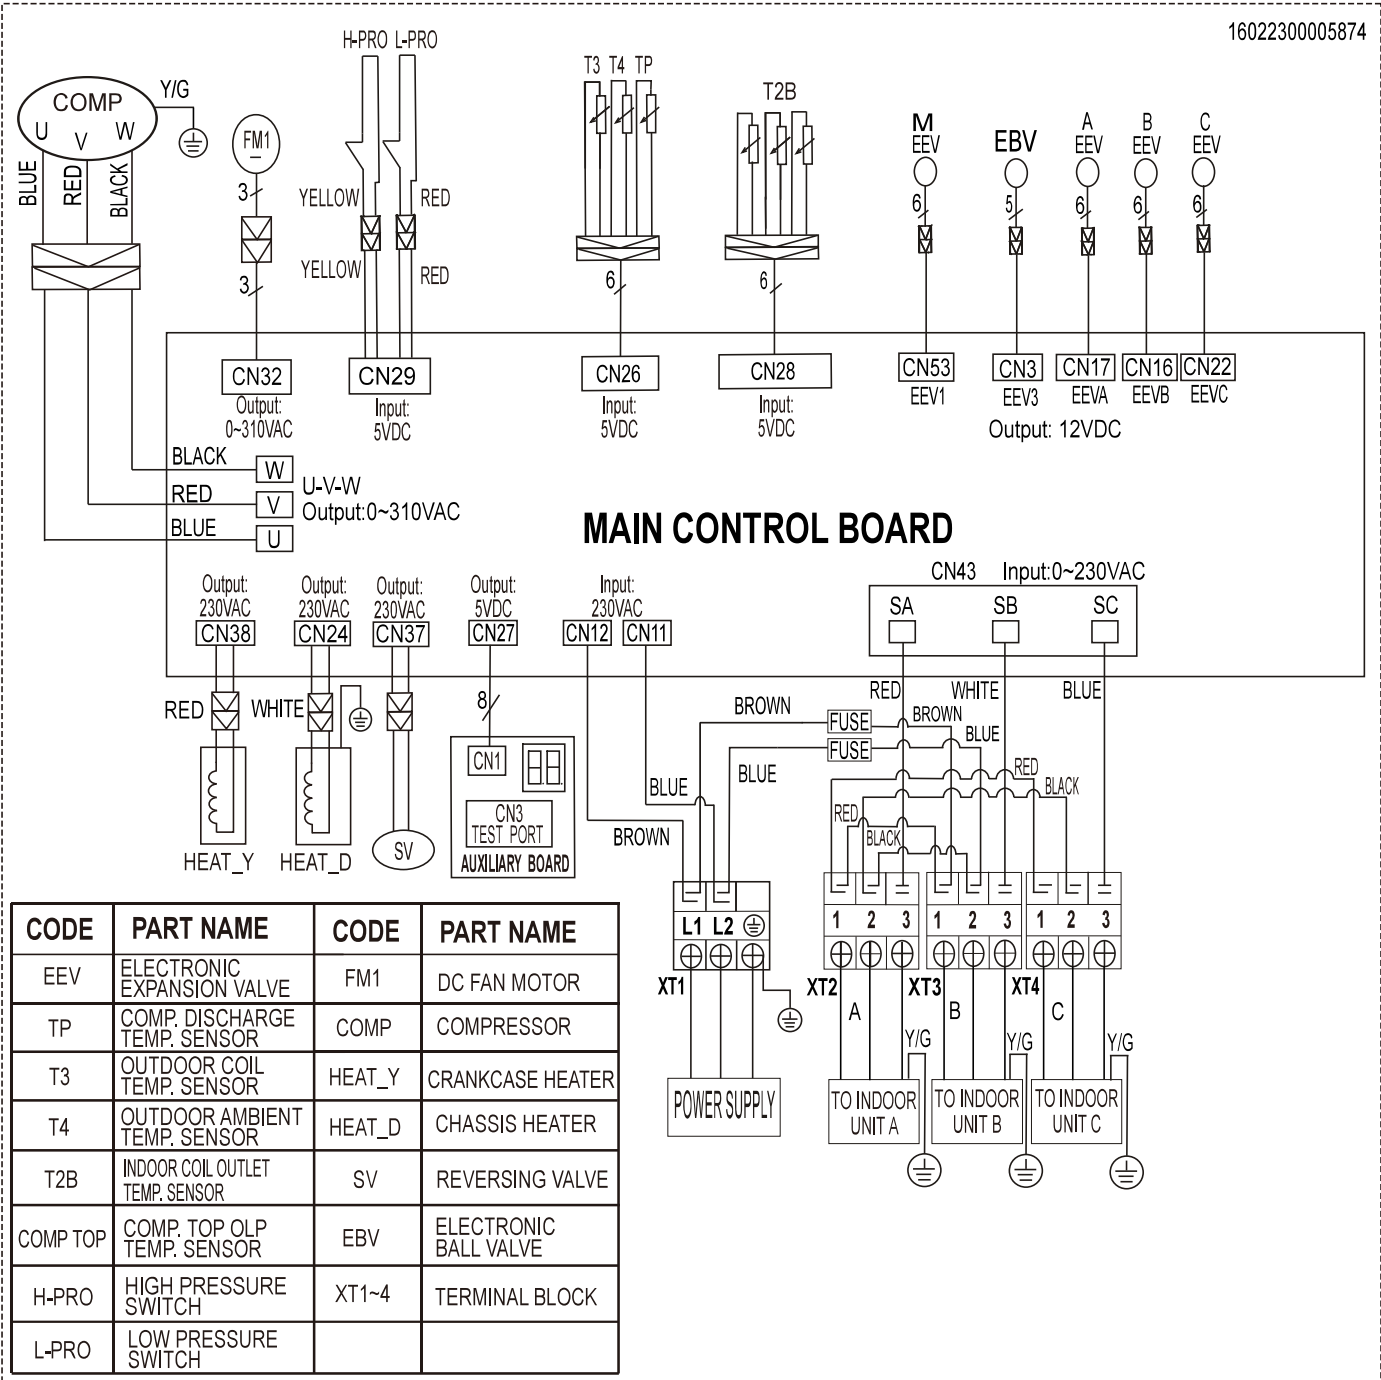 16022300005874
H-PRO L-PRO
COMP
U V W
Y/G
BLUE
RED
BLACK
FM1
3
3
YELLOW
RED
YELLOW
RED
T3 T4 TP
6
T2B
6
M
EEV
6
EBV
5
A
EEV
6
B
EEV
6
C
EEV
6
CN32
Output:
0~310VAC
CN29
Input:
5VDC
CN26
Input:
5VDC
CN28
Input:
5VDC
CN53
EEV1
CN3
EEV3
CN17
EEVA
CN16
EEVB
CN22
EEVC
Output: 12VDC
BLACK
W
RED
V
BLUE
U
U-V-W
Output:0~310VAC
MAIN CONTROL BOARD
Output:
230VAC
CN38
Output:
230VAC
CN24
Output:
230VAC
CN37
Output:
5VDC
CN27
Input:
230VAC
CN12 CN11
CN43 Input:0~230VAC
SA SB SC
RED
WHITE
BLUE
RED
WHITE
HEAT_Y
HEAT_D
SV
8
CN1
CN3
TEST PORT
AUXILIARY BOARD
BROWN
FUSE
BROWN
FUSE
BLUE
BLUE
BLUE
BROWN
RED
BLACK
RED
BLACK
L1 L2
XT1
POWER SUPPLY
1 2 3
XT2
A
Y/G
TO INDOOR
UNIT A
1 2 3
XT3
B
Y/G
TO INDOOR
UNIT B
1 2 3
XT4
C
Y/G
TO INDOOR
UNIT C
CODE PART NAME CODE PART NAME
EEV ELECTRONIC
EXPANSION VALVE FM1 DC FAN MOTOR
TP COMP. DISCHARGE
TEMP. SENSOR COMP COMPRESSOR
T3 OUTDOOR COIL
TEMP. SENSOR HEAT_Y CRANKCASE HEATER
T4 OUTDOOR AMBIENT
TEMP. SENSOR HEAT_D CHASSIS HEATER
T2B INDOOR COIL OUTLET
TEMP. SENSOR SV REVERSING VALVE
COMP TOP COMP. TOP OLP
TEMP. SENSOR EBV ELECTRONIC
BALL VALVE
H-PRO HIGH PRESSURE
SWITCH XT1~4 TERMINAL BLOCK
L-PRO LOW PRESSURE
SWITCH